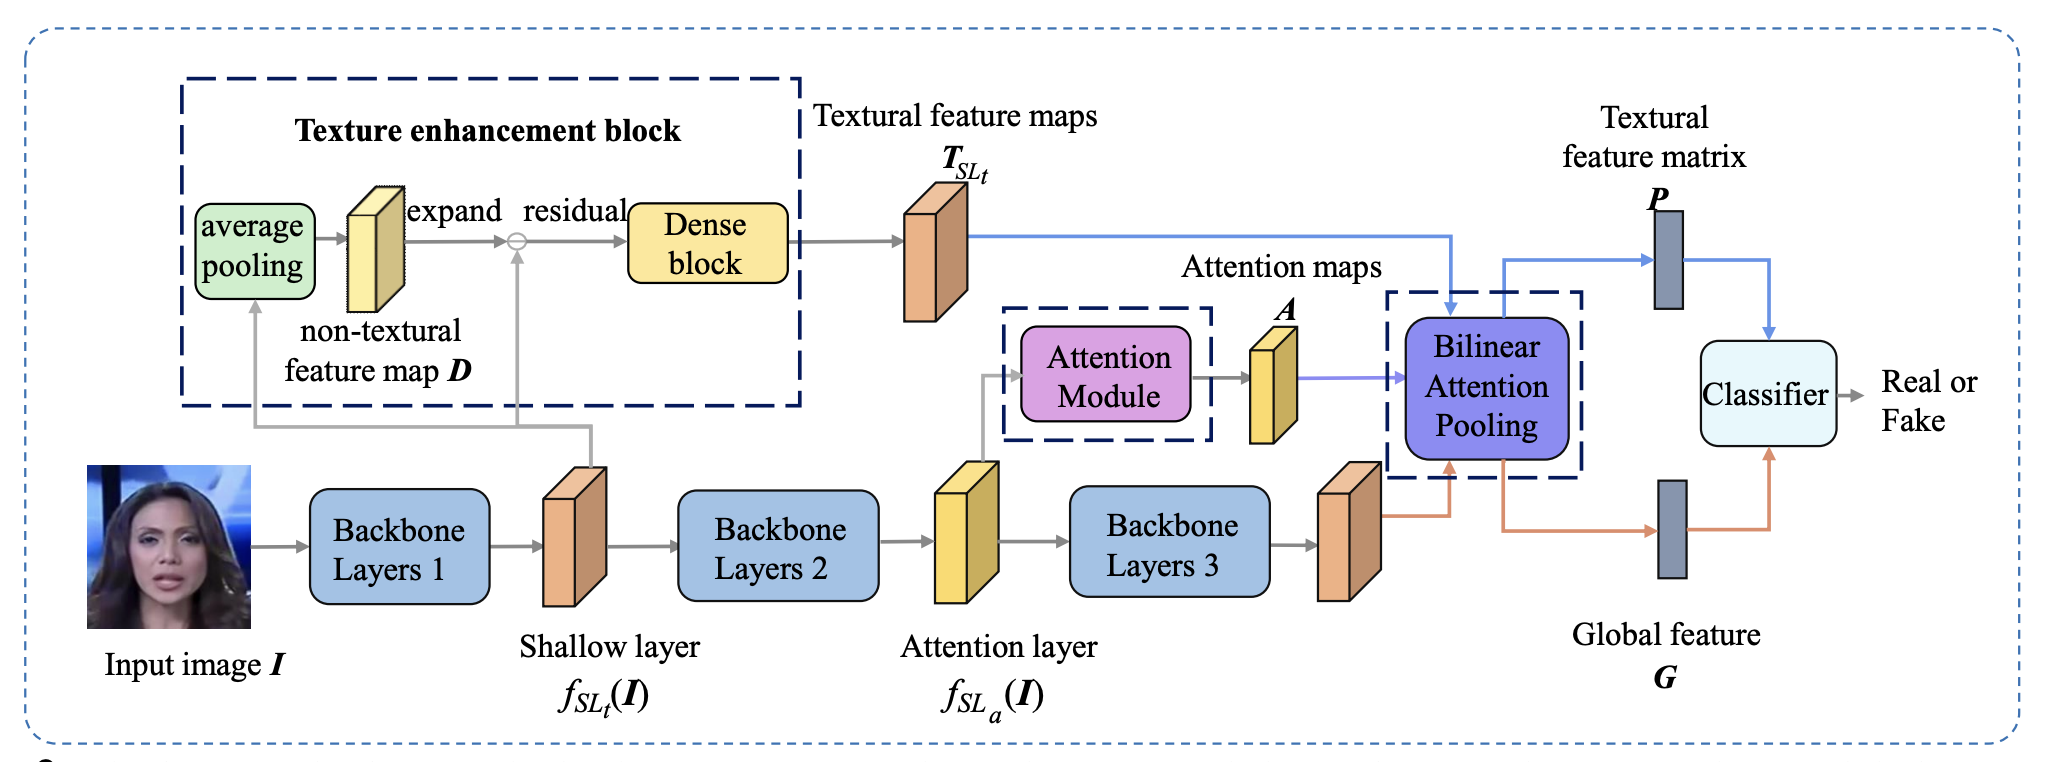 Texture enhancement block
average
pooling
expand
residual
Dense
block
non-textural
feature map D
Textural feature maps
T_{SL_t}
Attention maps
A
Attention
Module
Bilinear
Attention
Pooling
Textural
feature matrix
P
Classifier
Real or
Fake
Input image I
Backbone
Layers 1
Shallow layer
f_{SL_t}(I)
Backbone
Layers 2
Attention layer
f_{SL_a}(I)
Backbone
Layers 3
Global feature
G